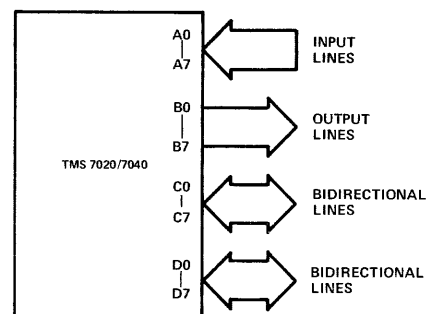 A0
A7
INPUT
LINES
B0
B7
OUTPUT
LINES
TMS 7020/7040
C0
C7
BIDIRECTIONAL
LINES
D0
D7
BIDIRECTIONAL
LINES